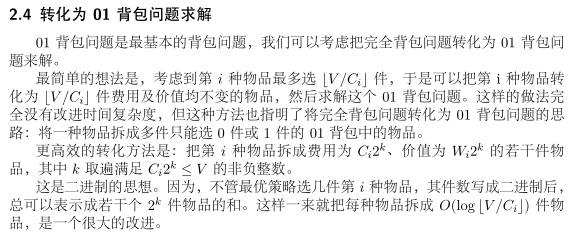 2.4 转化为 01 背包问题求解
01 背包问题是最基本的背包问题，我们可以考虑把完全背包问题转化为 01 背包问
题来解。
最简单的想法是，考虑到第 i 种物品最多选 ⌊V/Cᵢ⌋ 件，于是可以把第 i 种物品转
化为 ⌊V/Cᵢ⌋ 件费用及价值均不变的物品，然后求解这个 01 背包问题。这样的做法完
全没有改进时间复杂度，但这种方法也指明了将完全背包问题转化为 01 背包问题的思
路：将一种物品拆成多件只能选 0 件或 1 件的 01 背包中的物品。
更高效的转化方法是：把第 i 种物品拆成费用为 Cᵢ2ᵏ、价值为 Wᵢ2ᵏ 的若干件物
品，其中 k 取遍满足 Cᵢ2ᵏ ≤ V 的非负整数。
这是二进制的思想。因为，不管最优策略选几件第 i 种物品，其件数写成二进制后，
总可以表示成若干个 2ᵏ 件物品的和。这样一来就把每种物品拆成 O(log ⌊V/Cᵢ⌋) 件物
品，是一个很大的改进。